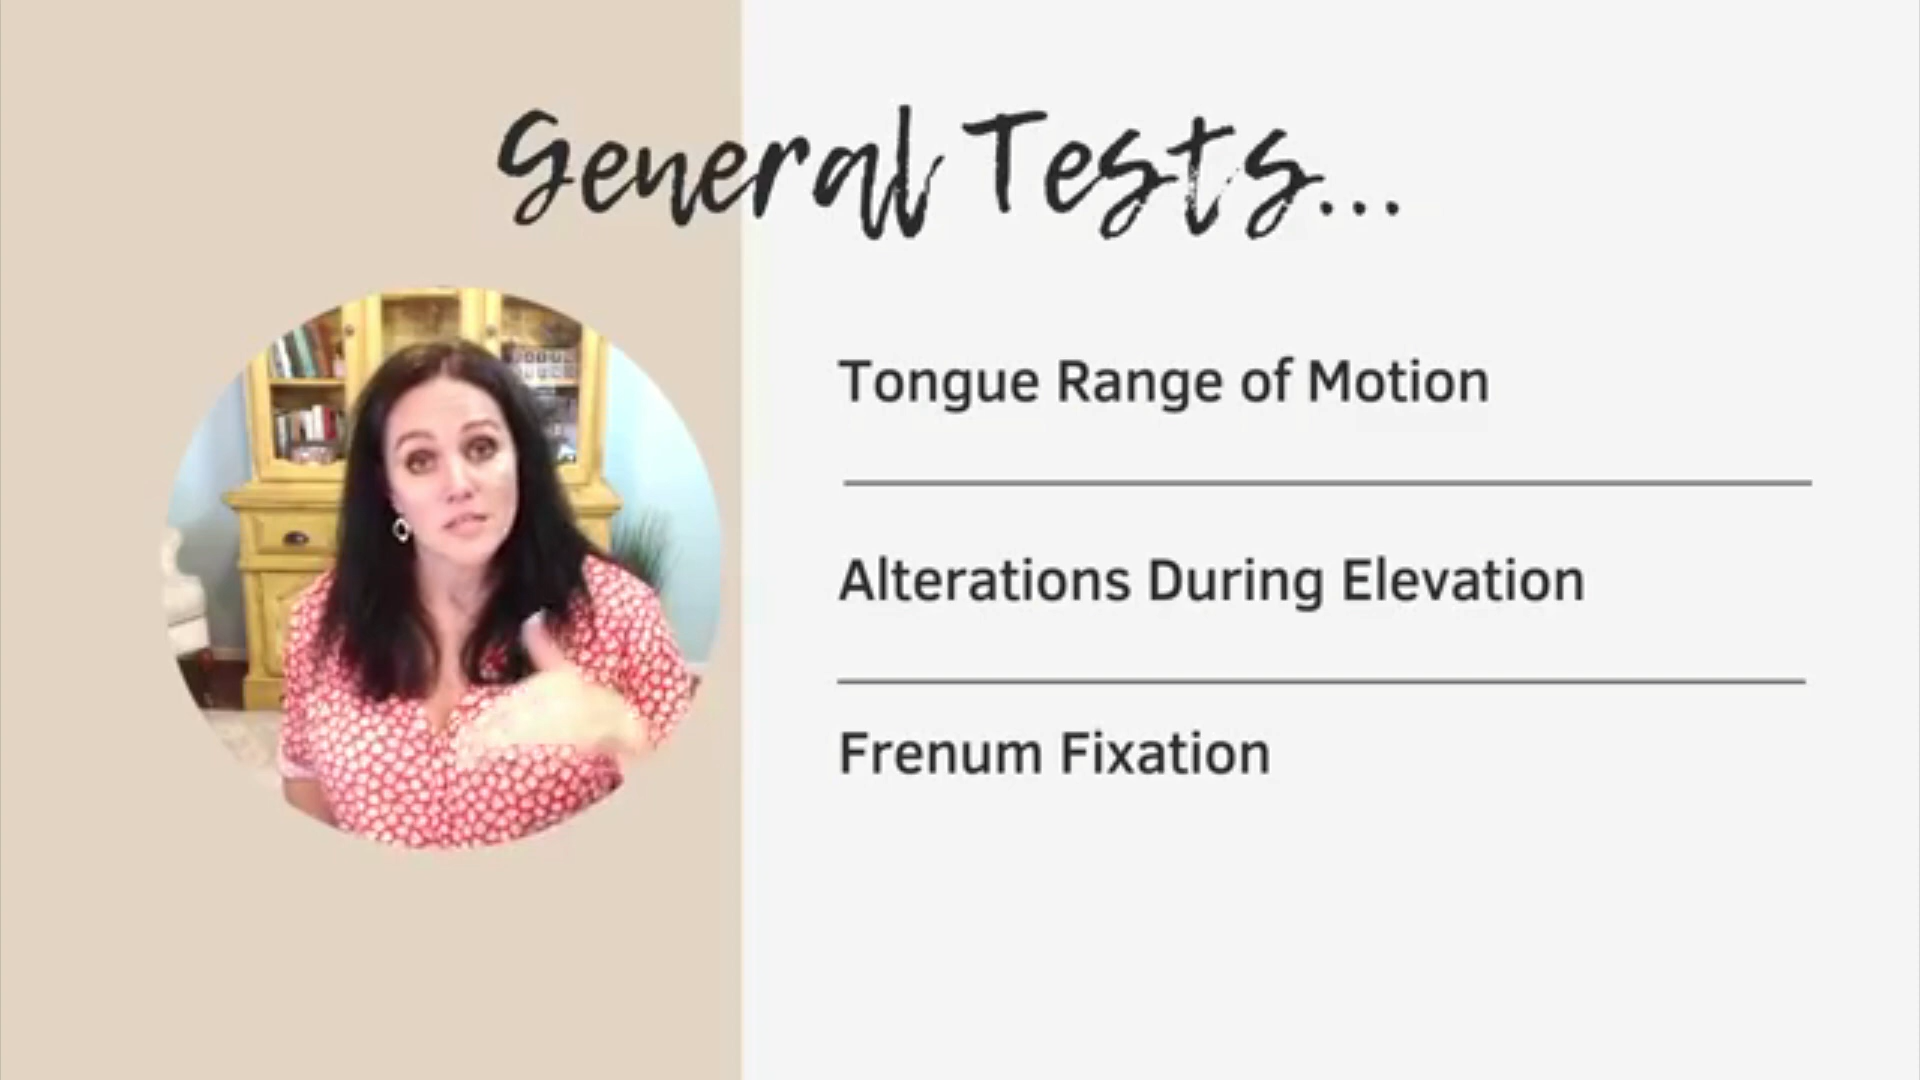 General Tests...
Tongue Range of Motion
Alterations During Elevation
Frenum Fixation